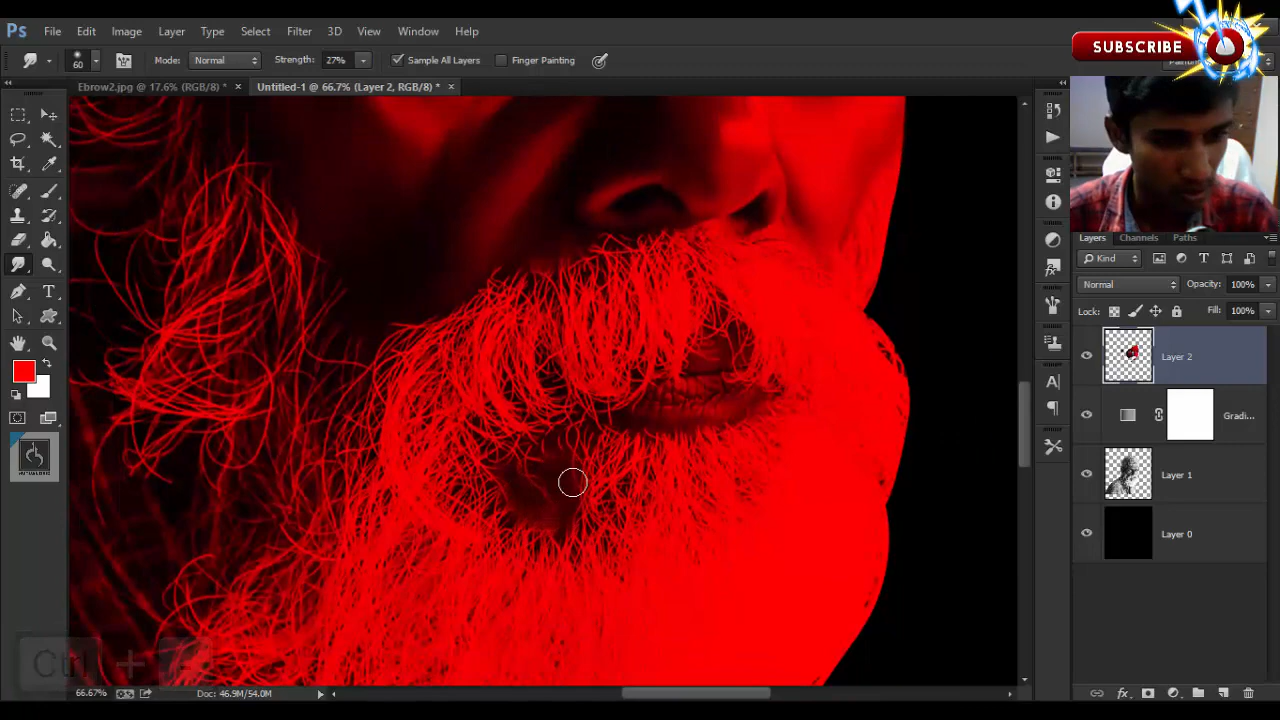 Ps File Edit Image Layer Type Select Filter 3D View Window Help
SUBSCRIBE
60 Mode: Normal Strength: 27% Sample All Layers Finger Painting
Ebrow2.jpg @ 17.6% (RGB/8) * × Untitled-1 @ 66.7% (Layer 2, RGB/8) * ×
Layers Channels Paths
Kind
Normal Opacity: 100%
Lock: Fill: 100%
Layer 2
Gradi...
Layer 1
Layer 0
Ctrl +
66.67% Doc: 46.9M/54.0M